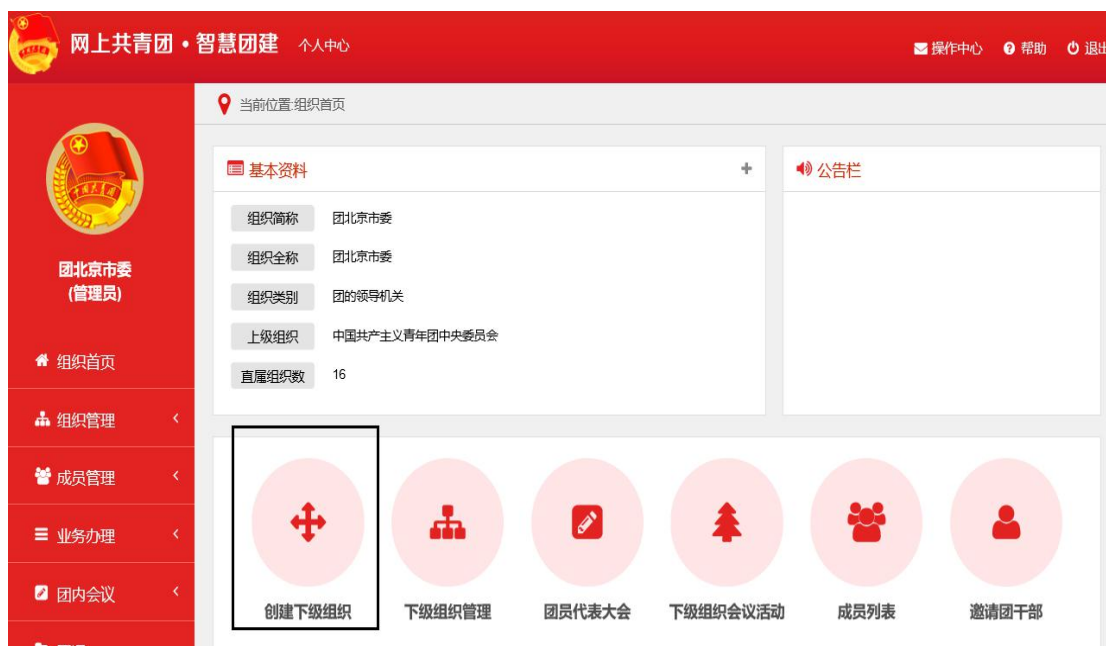 网上共青团·智慧团建 个人中心 操作中心 帮助 退出
当前位置:组织首页
团北京市委
(管理员)
组织首页
组织管理
成员管理
业务办理
团内会议
基本资料
组织简称 团北京市委
组织全称 团北京市委
组织类别 团的领导机关
上级组织 中国共产主义青年团中央委员会
直属组织数 16
公告栏
创建下级组织 下级组织管理 团员代表大会 下级组织会议活动 成员列表 邀请团干部